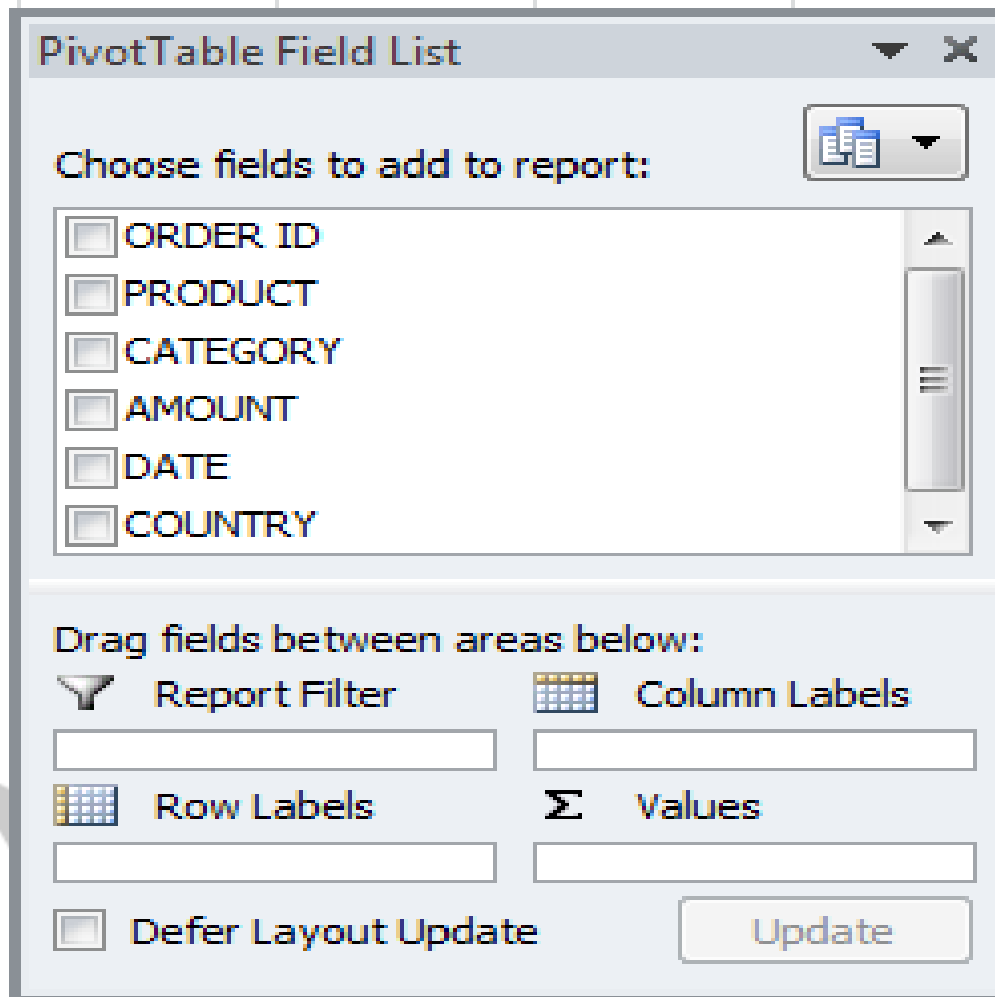 PivotTable Field List
Choose fields to add to report:
ORDER ID
PRODUCT
CATEGORY
AMOUNT
DATE
COUNTRY
Drag fields between areas below:
Report Filter
Column Labels
Row Labels
Σ Values
Defer Layout Update
Update